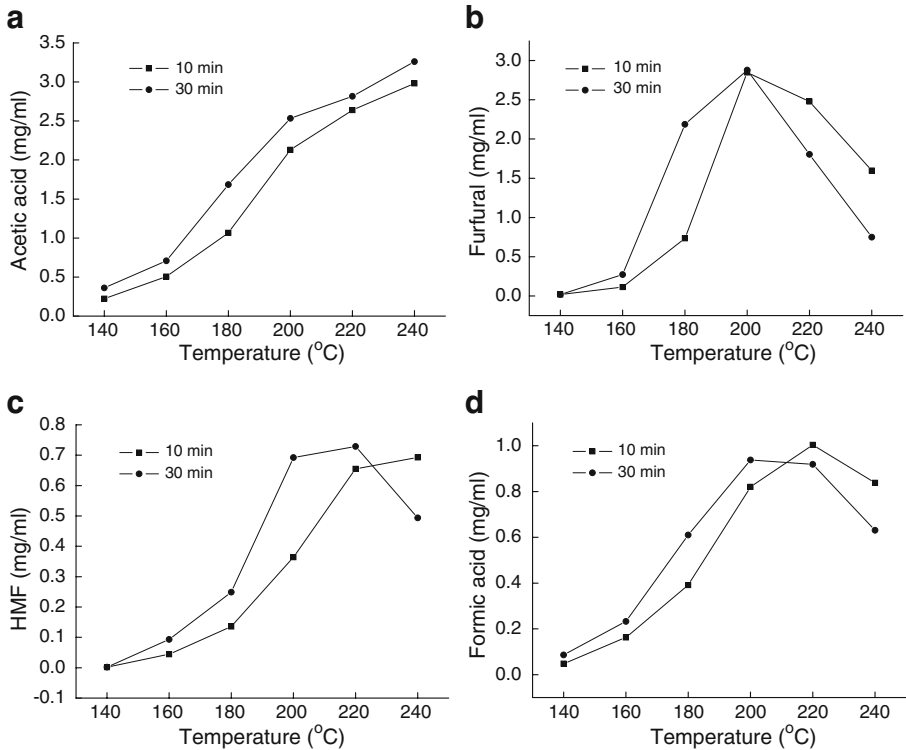 a
3.5
3.0
2.5
2.0
1.5
1.0
0.5
0.0
Acetic acid (mg/ml)
10 min
30 min
140 160 180 200 220 240
Temperature (°C)
b
3.0
2.5
2.0
1.5
1.0
0.5
0.0
Furfural (mg/ml)
10 min
30 min
140 160 180 200 220 240
Temperature (°C)
c
0.8
0.7
0.6
0.5
0.4
0.3
0.2
0.1
0.0
-0.1
HMF (mg/ml)
10 min
30 min
140 160 180 200 220 240
Temperature (°C)
d
1.0
0.8
0.6
0.4
0.2
0.0
Formic acid (mg/ml)
10 min
30 min
140 160 180 200 220 240
Temperature (°C)